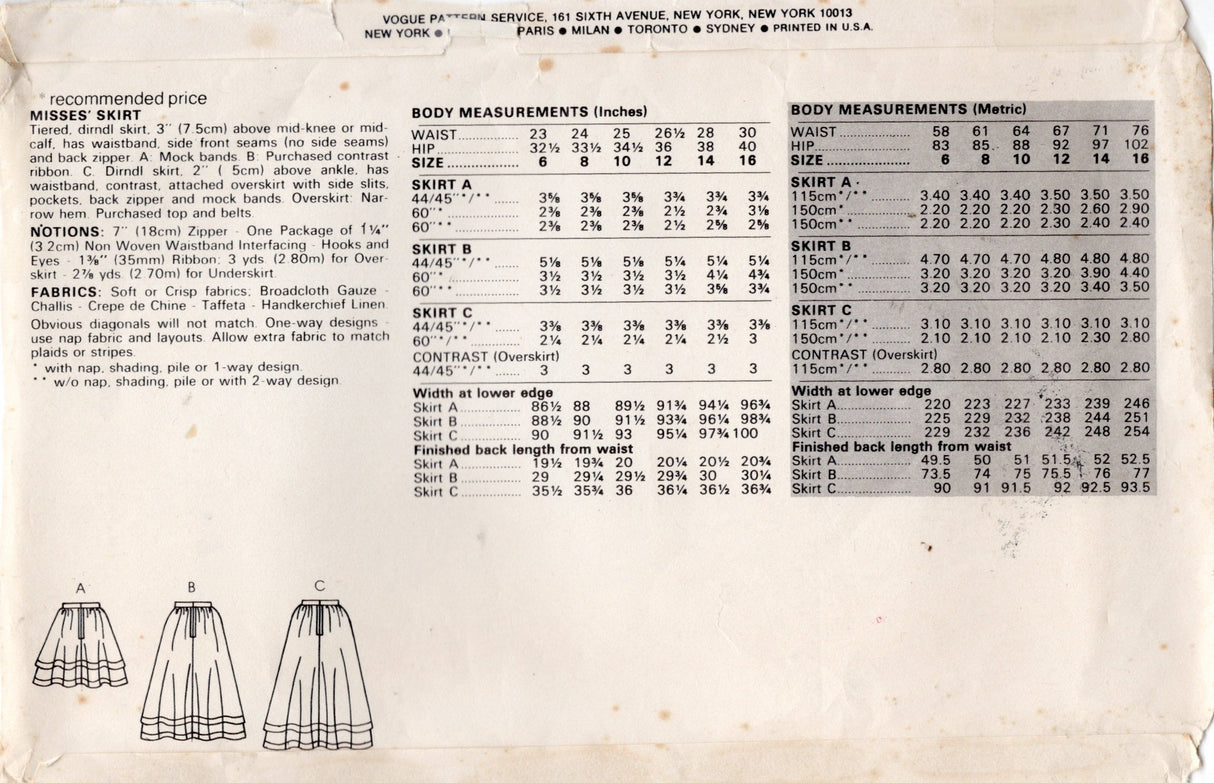 VOGUE PATTERN SERVICE, 161 SIXTH AVENUE, NEW YORK, NEW YORK 10013
NEW YORK ● PARIS ● MILAN ● TORONTO ● SYDNEY ● PRINTED IN U.S.A.
* recommended price
MISSES' SKIRT
Tiered, dirndl skirt, 3" (7.5cm) above mid-knee or mid-
calf, has waistband, side front seams (no side seams)
and back zipper. A: Mock bands. B: Purchased contrast
ribbon. C. Dirndl skirt, 2" ( 5cm) above ankle, has
waistband, contrast, attached overskirt with side slits,
pockets, back zipper and mock bands. Overskirt: Nar-
row hem. Purchased top and belts.
NOTIONS: 7" (18cm) Zipper - One Package of 1¼"
(3.2cm) Non Woven Waistband Interfacing - Hooks and
Eyes - 1⅜" (35mm) Ribbon: 3 yds. (2.80m) for Over-
skirt - 2⅞ yds. (2.70m) for Underskirt.
FABRICS: Soft or Crisp fabrics; Broadcloth Gauze -
Challis - Crepe de Chine - Taffeta - Handkerchief Linen.
Obvious diagonals will not match. One-way designs -
use nap fabric and layouts. Allow extra fabric to match
plaids or stripes.
* with nap, shading, pile or 1-way design.
** w/o nap, shading, pile or with 2-way design.
BODY MEASUREMENTS (Inches)
WAIST 23 24 25 26½ 28 30
HIP 32½ 33½ 34½ 36 38 40
SIZE 6 8 10 12 14 16
SKIRT A
44/45"*/** 3⅝ 3⅝ 3⅝ 3¾ 3¾ 3¾
60"* 2⅜ 2⅜ 2⅜ 2½ 2¾ 3⅛
60"** 2⅜ 2⅜ 2⅜ 2½ 2⅝ 2⅝
SKIRT B
44/45"*/** 5⅛ 5⅛ 5⅛ 5¼ 5¼ 5¼
60"* 3½ 3½ 3½ 3½ 4¼ 4¾
60"** 3½ 3½ 3½ 3½ 3⅝ 3¾
SKIRT C
44/45"*/** 3⅜ 3⅜ 3⅜ 3⅜ 3⅜ 3⅜
60"*/** 2¼ 2¼ 2¼ 2¼ 2½ 3
CONTRAST (Overskirt)
44/45"*/** 3 3 3 3 3 3
Width at lower edge
Skirt A 86½ 88 89½ 91¾ 94¼ 96¾
Skirt B 88½ 90 91½ 93¾ 96¼ 98¾
Skirt C 90 91½ 93 95¼ 97¾ 100
Finished back length from waist
Skirt A 19½ 19¾ 20 20¼ 20½ 20¾
Skirt B 29 29¼ 29½ 29¾ 30 30¼
Skirt C 35½ 35¾ 36 36¼ 36½ 36¾
BODY MEASUREMENTS (Metric)
WAIST 58 61 64 67 71 76
HIP 83 85 88 92 97 102
SIZE 6 8 10 12 14 16
SKIRT A
115cm*/** 3.40 3.40 3.40 3.50 3.50 3.50
150cm* 2.20 2.20 2.20 2.30 2.60 2.90
150cm** 2.20 2.20 2.20 2.30 2.40 2.40
SKIRT B
115cm*/** 4.70 4.70 4.70 4.80 4.80 4.80
150cm* 3.20 3.20 3.20 3.20 3.90 4.40
150cm** 3.20 3.20 3.20 3.20 3.40 3.50
SKIRT C
115cm*/** 3.10 3.10 3.10 3.10 3.10 3.10
150cm*/** 2.10 2.10 2.10 2.10 2.30 2.80
CONTRAST (Overskirt)
115cm*/** 2.80 2.80 2.80 2.80 2.80 2.80
Width at lower edge
Skirt A 220 223 227 233 239 246
Skirt B 225 229 232 238 244 251
Skirt C 229 232 236 242 248 254
Finished back length from waist
Skirt A 49.5 50 51 51.5 52 52.5
Skirt B 73.5 74 75 75.5 76 77
Skirt C 90 91 91.5 92 92.5 93.5
A B C